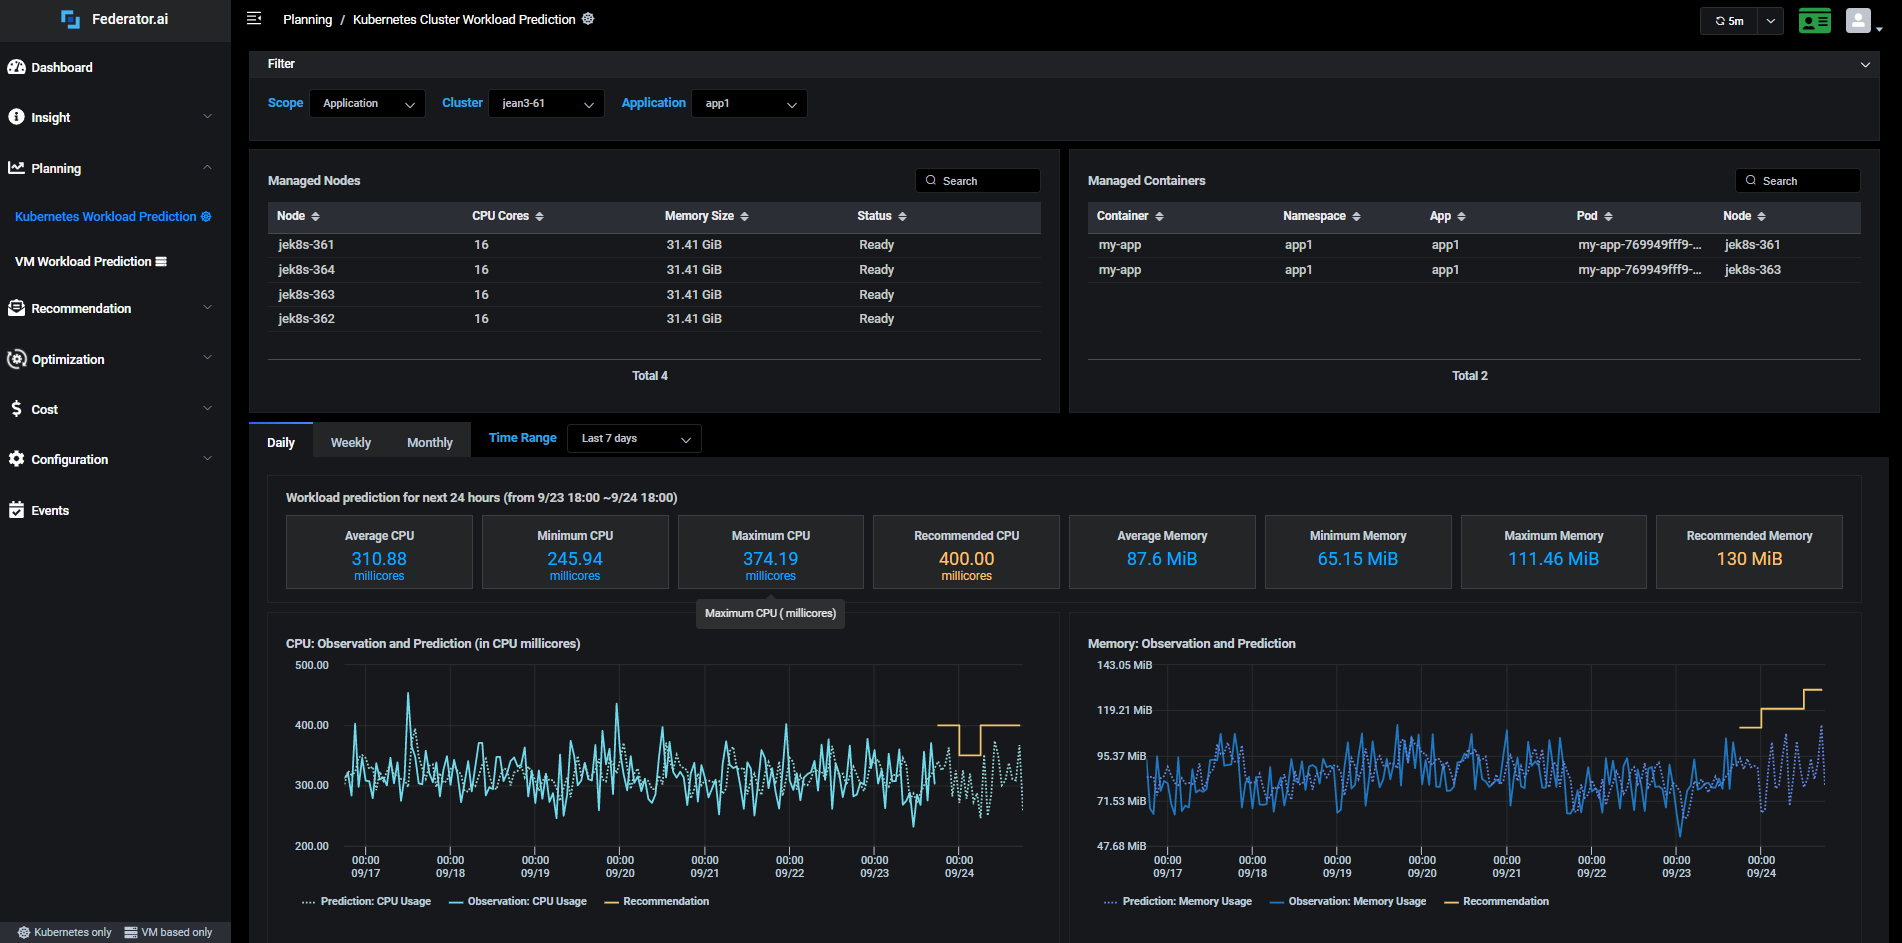 Federator.ai
Planning / Kubernetes Cluster Workload Prediction
5m
Dashboard
Insight
Planning
Kubernetes Workload Prediction
VM Workload Prediction
Recommendation
Optimization
Cost
Configuration
Events
Kubernetes only VM based only
Filter
Scope Application Cluster jean3-61 Application app1
Managed Nodes
Search
Node CPU Cores Memory Size Status
jek8s-361 16 31.41 GiB Ready
jek8s-364 16 31.41 GiB Ready
jek8s-363 16 31.41 GiB Ready
jek8s-362 16 31.41 GiB Ready
Total 4
Managed Containers
Search
Container Namespace App Pod Node
my-app app1 app1 my-app-769949fff9-... jek8s-361
my-app app1 app1 my-app-769949fff9-... jek8s-363
Total 2
Daily Weekly Monthly Time Range Last 7 days
Workload prediction for next 24 hours (from 9/23 18:00 ~9/24 18:00)
Average CPU
310.88
millicores
Minimum CPU
245.94
millicores
Maximum CPU
374.19
millicores
Recommended CPU
400.00
millicores
Average Memory
87.6 MiB
Minimum Memory
65.15 MiB
Maximum Memory
111.46 MiB
Recommended Memory
130 MiB
Maximum CPU ( millicores)
CPU: Observation and Prediction (in CPU millicores)
500.00
400.00
300.00
200.00
00:00 00:00 00:00 00:00 00:00 00:00 00:00 00:00
09/17 09/18 09/19 09/20 09/21 09/22 09/23 09/24
Prediction: CPU Usage Observation: CPU Usage Recommendation
Memory: Observation and Prediction
143.05 MiB
119.21 MiB
95.37 MiB
71.53 MiB
47.68 MiB
00:00 00:00 00:00 00:00 00:00 00:00 00:00 00:00
09/17 09/18 09/19 09/20 09/21 09/22 09/23 09/24
Prediction: Memory Usage Observation: Memory Usage Recommendation